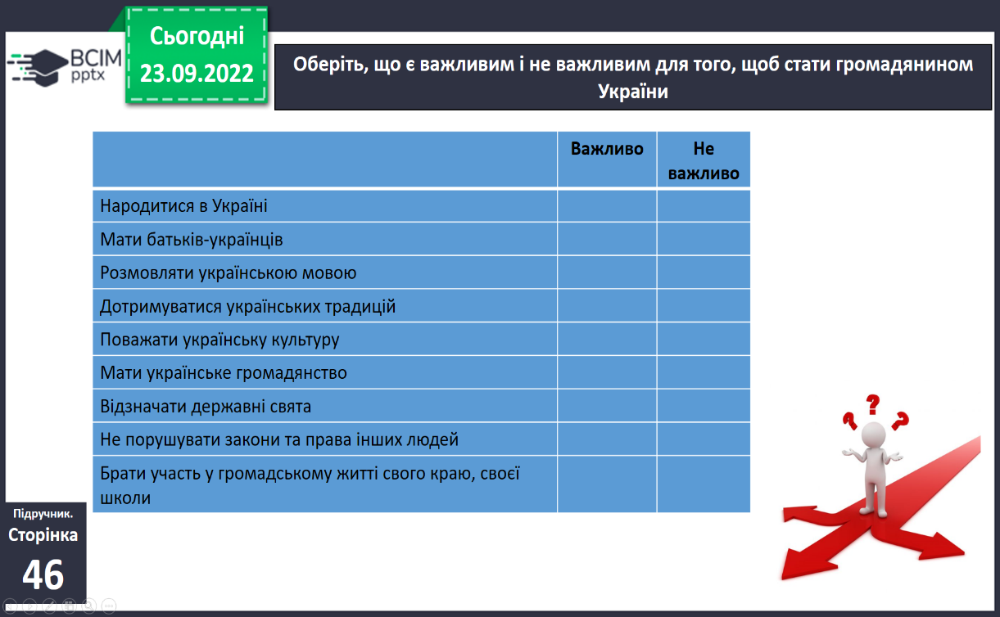 Сьогодні
23.09.2022
ВСІМ
pptx
Оберіть, що є важливим і не важливим для того, щоб стати громадянином
України
Важливо
Не
важливо
Народитися в Україні
Мати батьків-українців
Розмовляти українською мовою
Дотримуватися українських традицій
Поважати українську культуру
Мати українське громадянство
Відзначати державні свята
Не порушувати закони та права інших людей
Брати участь у громадському житті свого краю, своєї
школи
? ? ?
Підручник.
Сторінка
46